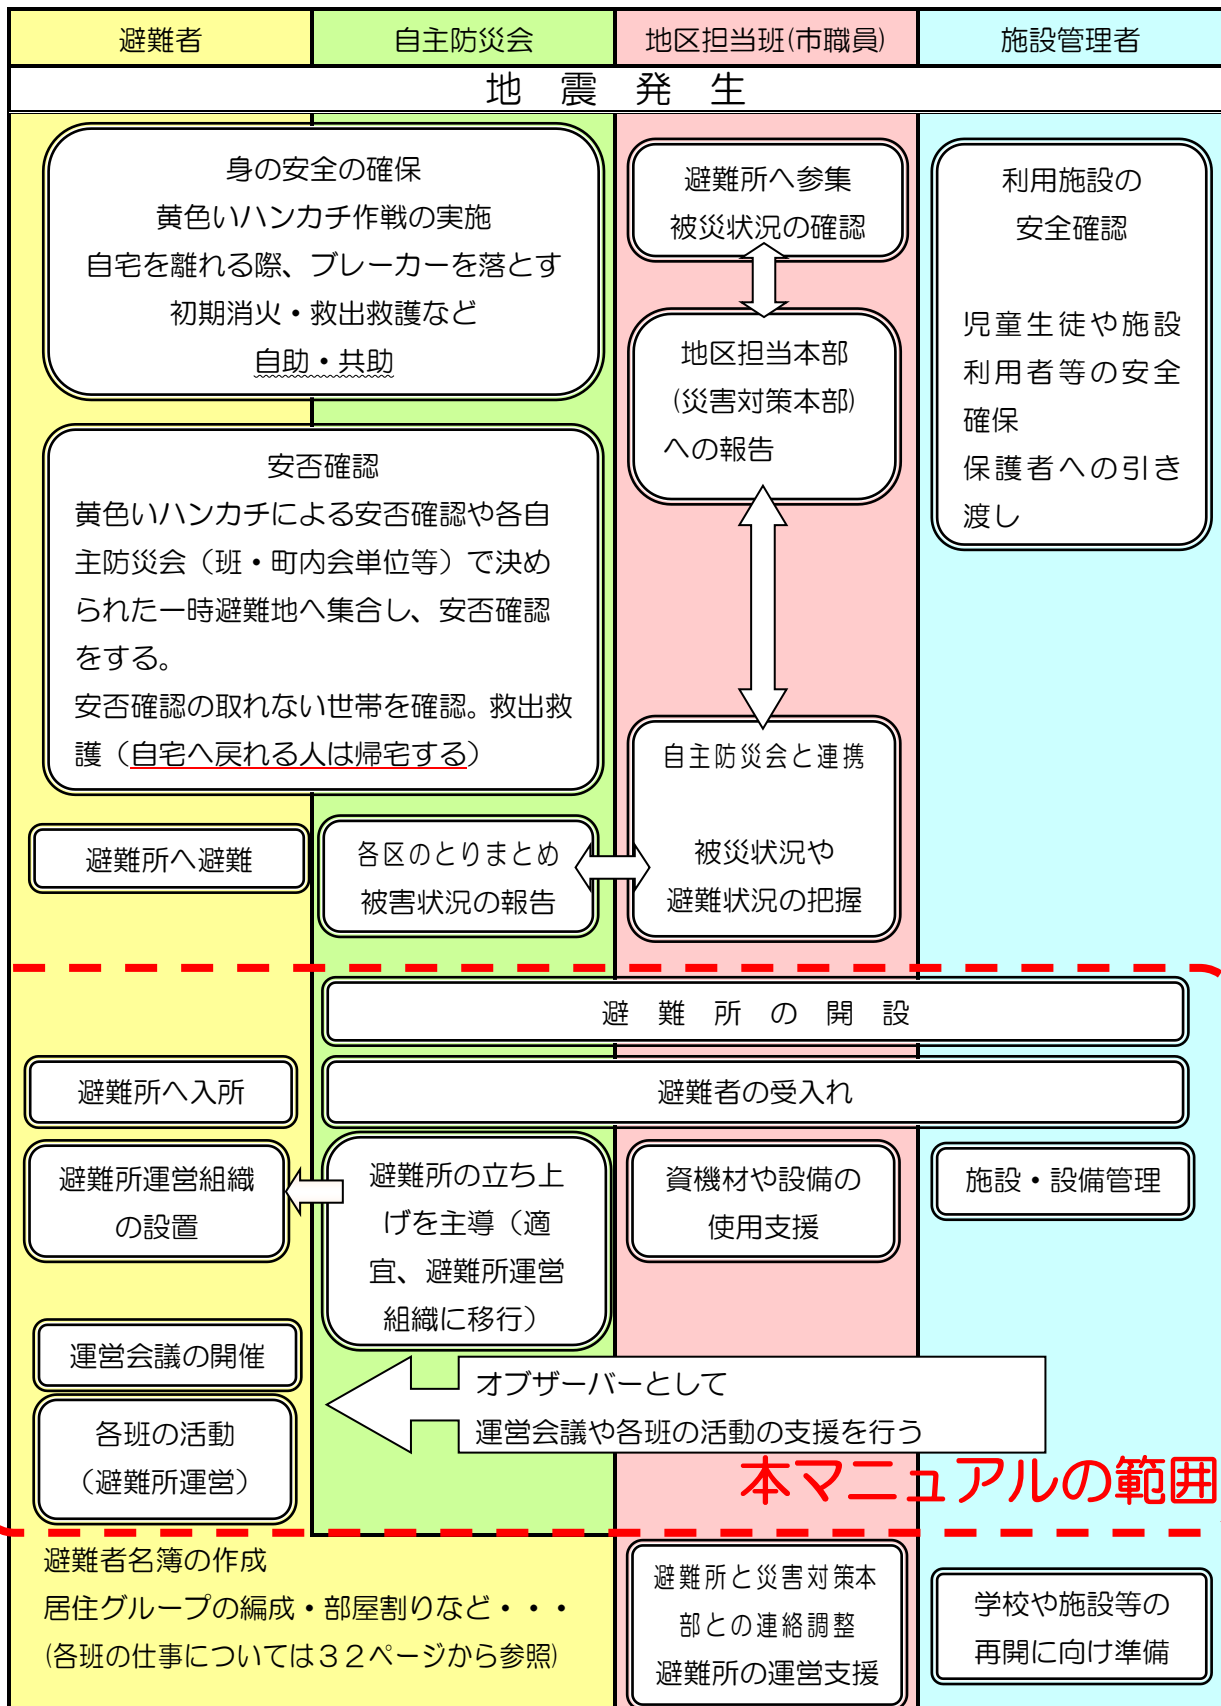 避難者
自主防災会
地区担当班(市職員)
施設管理者
地 震 発 生
身の安全の確保
黄色いハンカチ作戦の実施
自宅を離れる際、ブレーカーを落とす
初期消火・救出救護など
自助・共助
避難所へ参集
被災状況の確認
利用施設の
安全確認
児童生徒や施設
利用者等の安全
確保
保護者への引き
渡し
地区担当本部
(災害対策本部)
への報告
安否確認
黄色いハンカチによる安否確認や各自
主防災会（班・町内会単位等）で決め
られた一時避難地へ集合し、安否確認
をする。
安否確認の取れない世帯を確認。救出救
護（自宅へ戻れる人は帰宅する）
自主防災会と連携
被災状況や
避難状況の把握
避難所へ避難
各区のとりまとめ
被害状況の報告
避 難 所 の 開 設
避難所へ入所
避難者の受入れ
避難所運営組織
の設置
避難所の立ち上
げを主導（適
宜、避難所運営
組織に移行）
資機材や設備の
使用支援
施設・設備管理
運営会議の開催
オブザーバーとして
運営会議や各班の活動の支援を行う
各班の活動
（避難所運営）
本マニュアルの範囲
避難者名簿の作成
居住グループの編成・部屋割りなど・・・
(各班の仕事については３２ページから参照)
避難所と災害対策本
部との連絡調整
避難所の運営支援
学校や施設等の
再開に向け準備